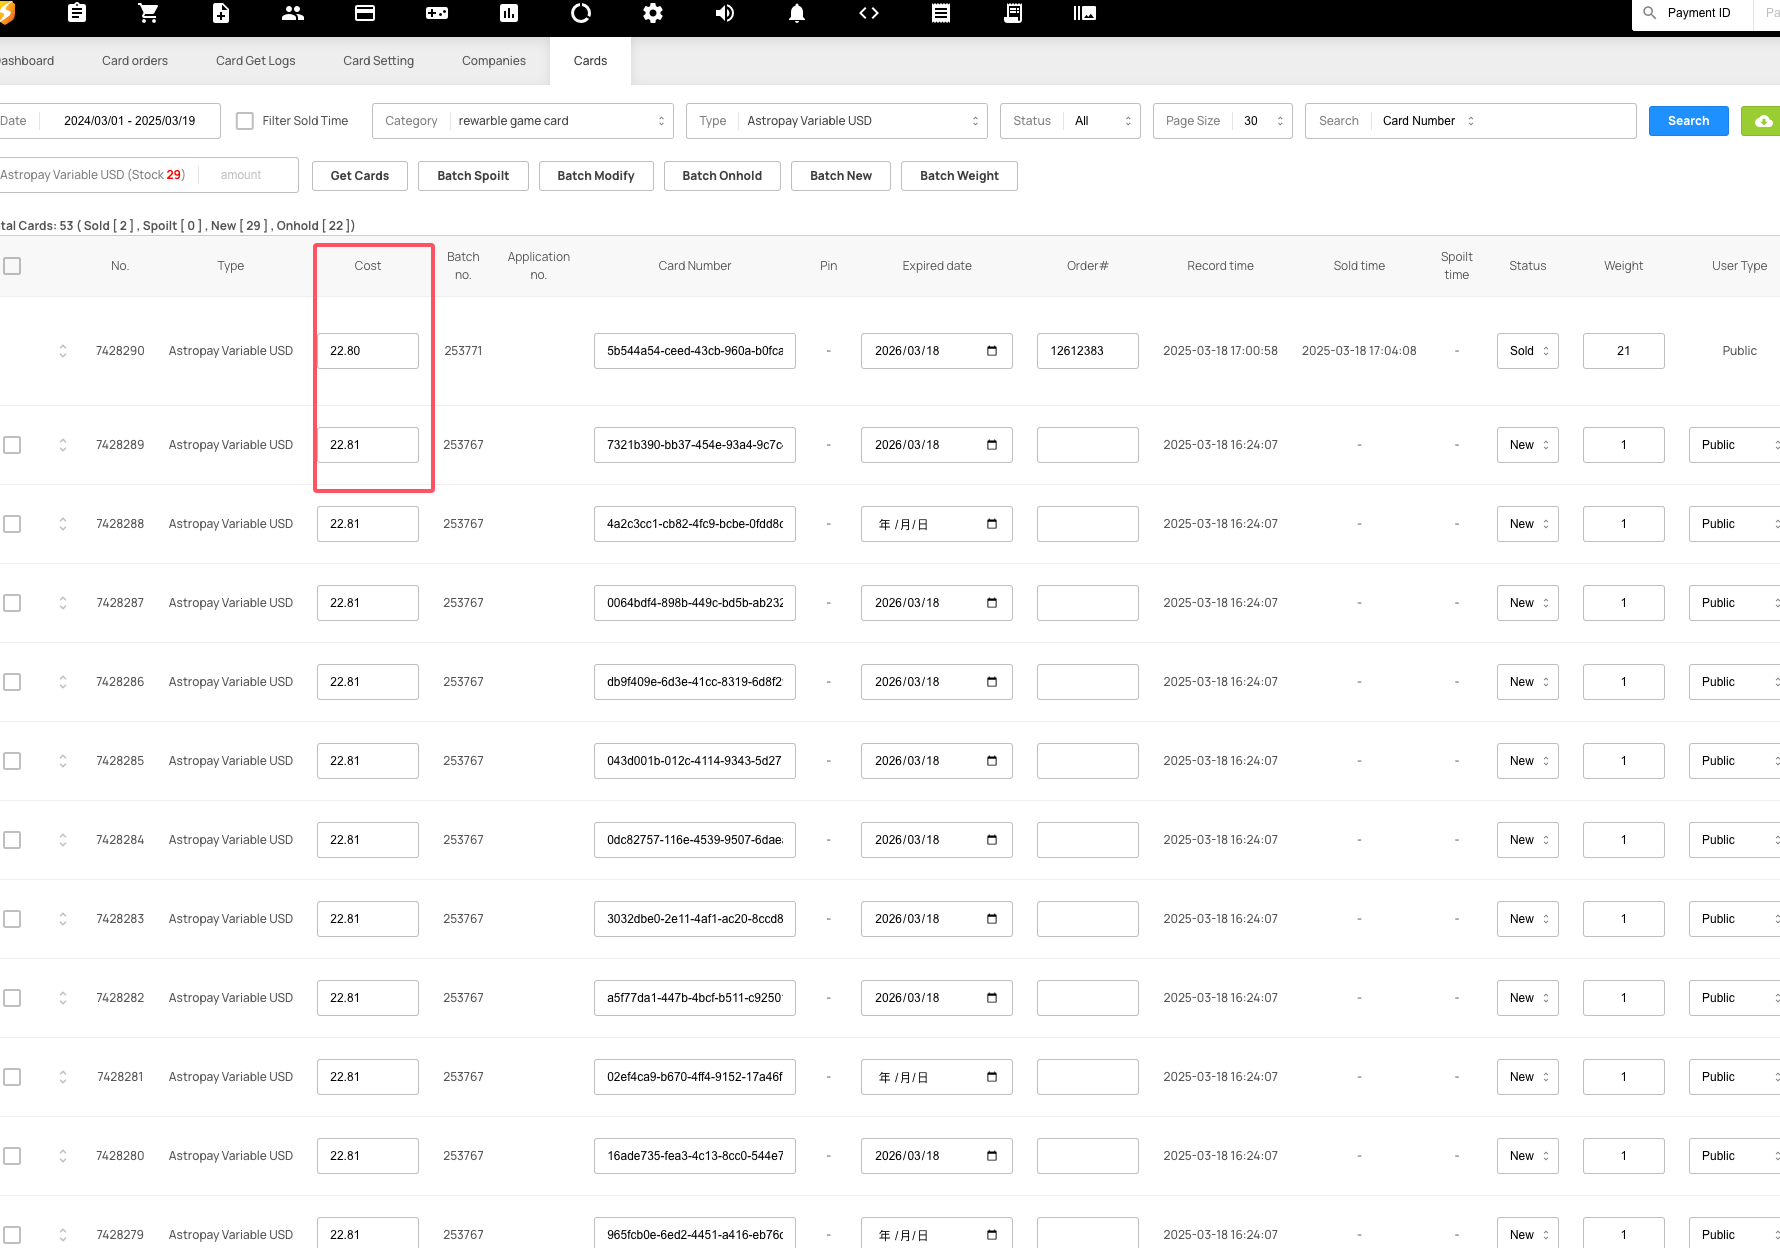 Payment ID Pa
ashboard Card orders Card Get Logs Card Setting Companies Cards
Date 2024/03/01 - 2025/03/19 Filter Sold Time Category rewarble game card Type Astropay Variable USD Status All Page Size 30 Search Card Number Search
Astropay Variable USD (Stock 29) amount Get Cards Batch Spoilt Batch Modify Batch Onhold Batch New Batch Weight
tal Cards: 53 ( Sold [ 2 ] , Spoilt [ 0 ] , New [ 29 ] , Onhold [ 22 ])
No. Type Cost Batch no. Application no. Card Number Pin Expired date Order# Record time Sold time Spoilt time Status Weight User Type
7428290 Astropay Variable USD 22.80 253771 5b544a54-ceed-43cb-960a-b0fca - 2026/03/18 12612383 2025-03-18 17:00:58 2025-03-18 17:04:08 - Sold 21 Public
7428289 Astropay Variable USD 22.81 253767 7321b390-bb37-454e-93a4-9c7c - 2026/03/18 2025-03-18 16:24:07 - - New 1 Public
7428288 Astropay Variable USD 22.81 253767 4a2c3cc1-cb82-4fc9-bcbe-0fdd8c - 年 /月/日 2025-03-18 16:24:07 - - New 1 Public
7428287 Astropay Variable USD 22.81 253767 0064bdf4-898b-449c-bd5b-ab232 - 2026/03/18 2025-03-18 16:24:07 - - New 1 Public
7428286 Astropay Variable USD 22.81 253767 db9f409e-6d3e-41cc-8319-6d8f2 - 2026/03/18 2025-03-18 16:24:07 - - New 1 Public
7428285 Astropay Variable USD 22.81 253767 043d001b-012c-4114-9343-5d27 - 2026/03/18 2025-03-18 16:24:07 - - New 1 Public
7428284 Astropay Variable USD 22.81 253767 0dc82757-116e-4539-9507-6dae - 2026/03/18 2025-03-18 16:24:07 - - New 1 Public
7428283 Astropay Variable USD 22.81 253767 3032dbe0-2e11-4af1-ac20-8ccd8 - 2026/03/18 2025-03-18 16:24:07 - - New 1 Public
7428282 Astropay Variable USD 22.81 253767 a5f77da1-447b-4bcf-b511-c9250 - 2026/03/18 2025-03-18 16:24:07 - - New 1 Public
7428281 Astropay Variable USD 22.81 253767 02ef4ca9-b670-4ff4-9152-17a46f - 年 /月/日 2025-03-18 16:24:07 - - New 1 Public
7428280 Astropay Variable USD 22.81 253767 16ade735-fea3-4c13-8cc0-544e7 - 2026/03/18 2025-03-18 16:24:07 - - New 1 Public
7428279 Astropay Variable USD 22.81 253767 965fcb0e-6ed2-4451-a416-eb76c - 年 /月/日 2025-03-18 16:24:07 - - New 1 Public